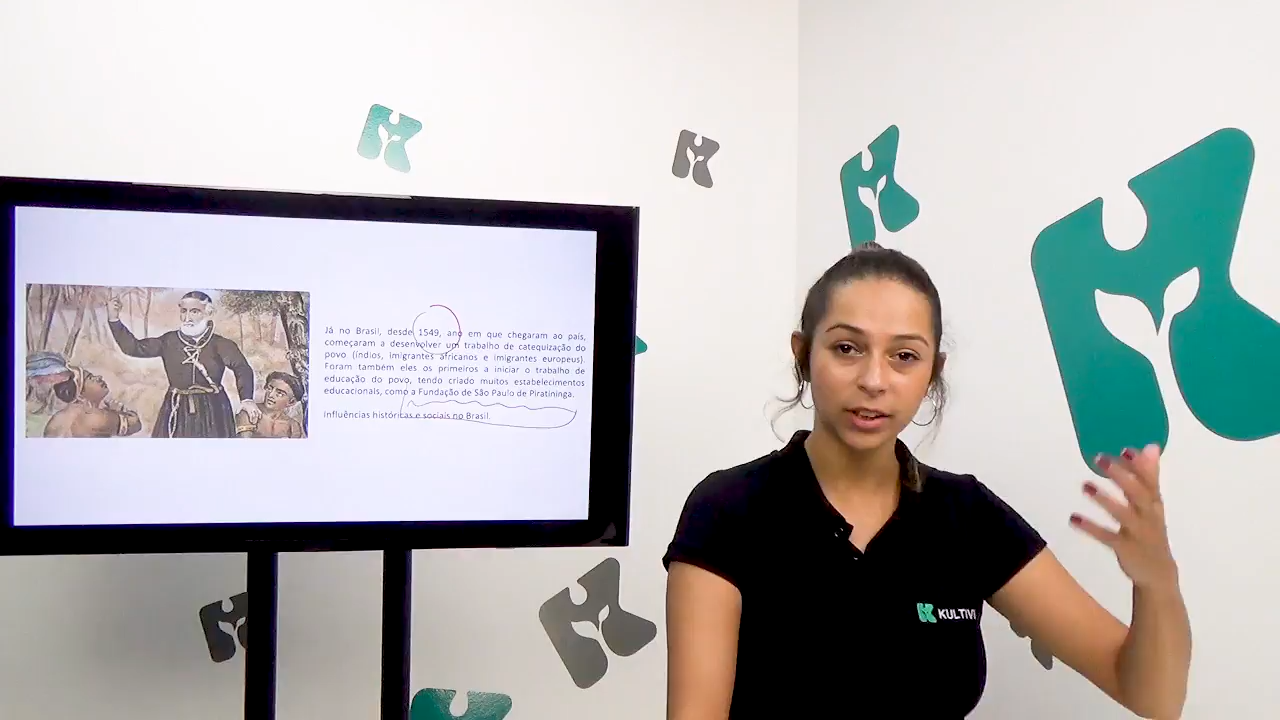 Já no Brasil, desde 1549, ano em que chegaram ao país,
começaram a desenvolver um trabalho de catequização do
povo (índios, imigrantes africanos e imigrantes europeus).
Foram também eles os primeiros a iniciar o trabalho de
educação do povo, tendo criado muitos estabelecimentos
educacionais, como a Fundação de São Paulo de Piratininga.
Influências históricas e sociais no Brasil.
KULTIVI